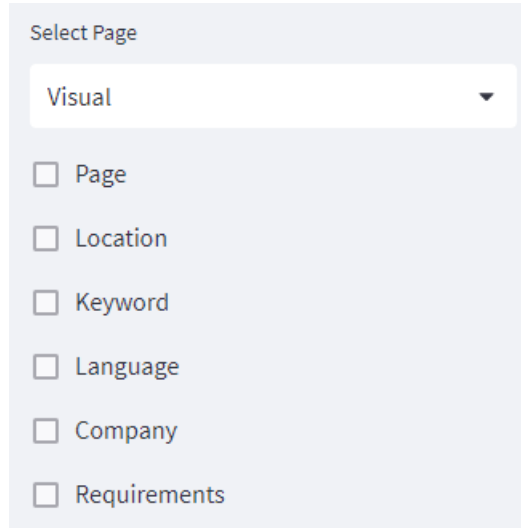 Select Page
Visual
Page
Location
Keyword
Language
Company
Requirements